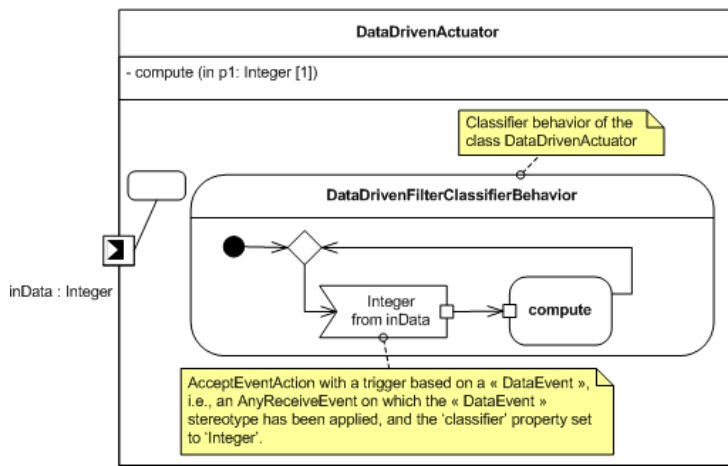 DataDrivenActuator
- compute (in p1: Integer [1])
Classifier behavior of the
class DataDrivenActuator
DataDrivenFilterClassifierBehavior
inData : Integer
Integer
from inData
compute
AcceptEventAction with a trigger based on a « DataEvent »,
i.e., an AnyReceiveEvent on which the « DataEvent »
stereotype has been applied, and the ‘classifier’ property set
to ‘Integer’.